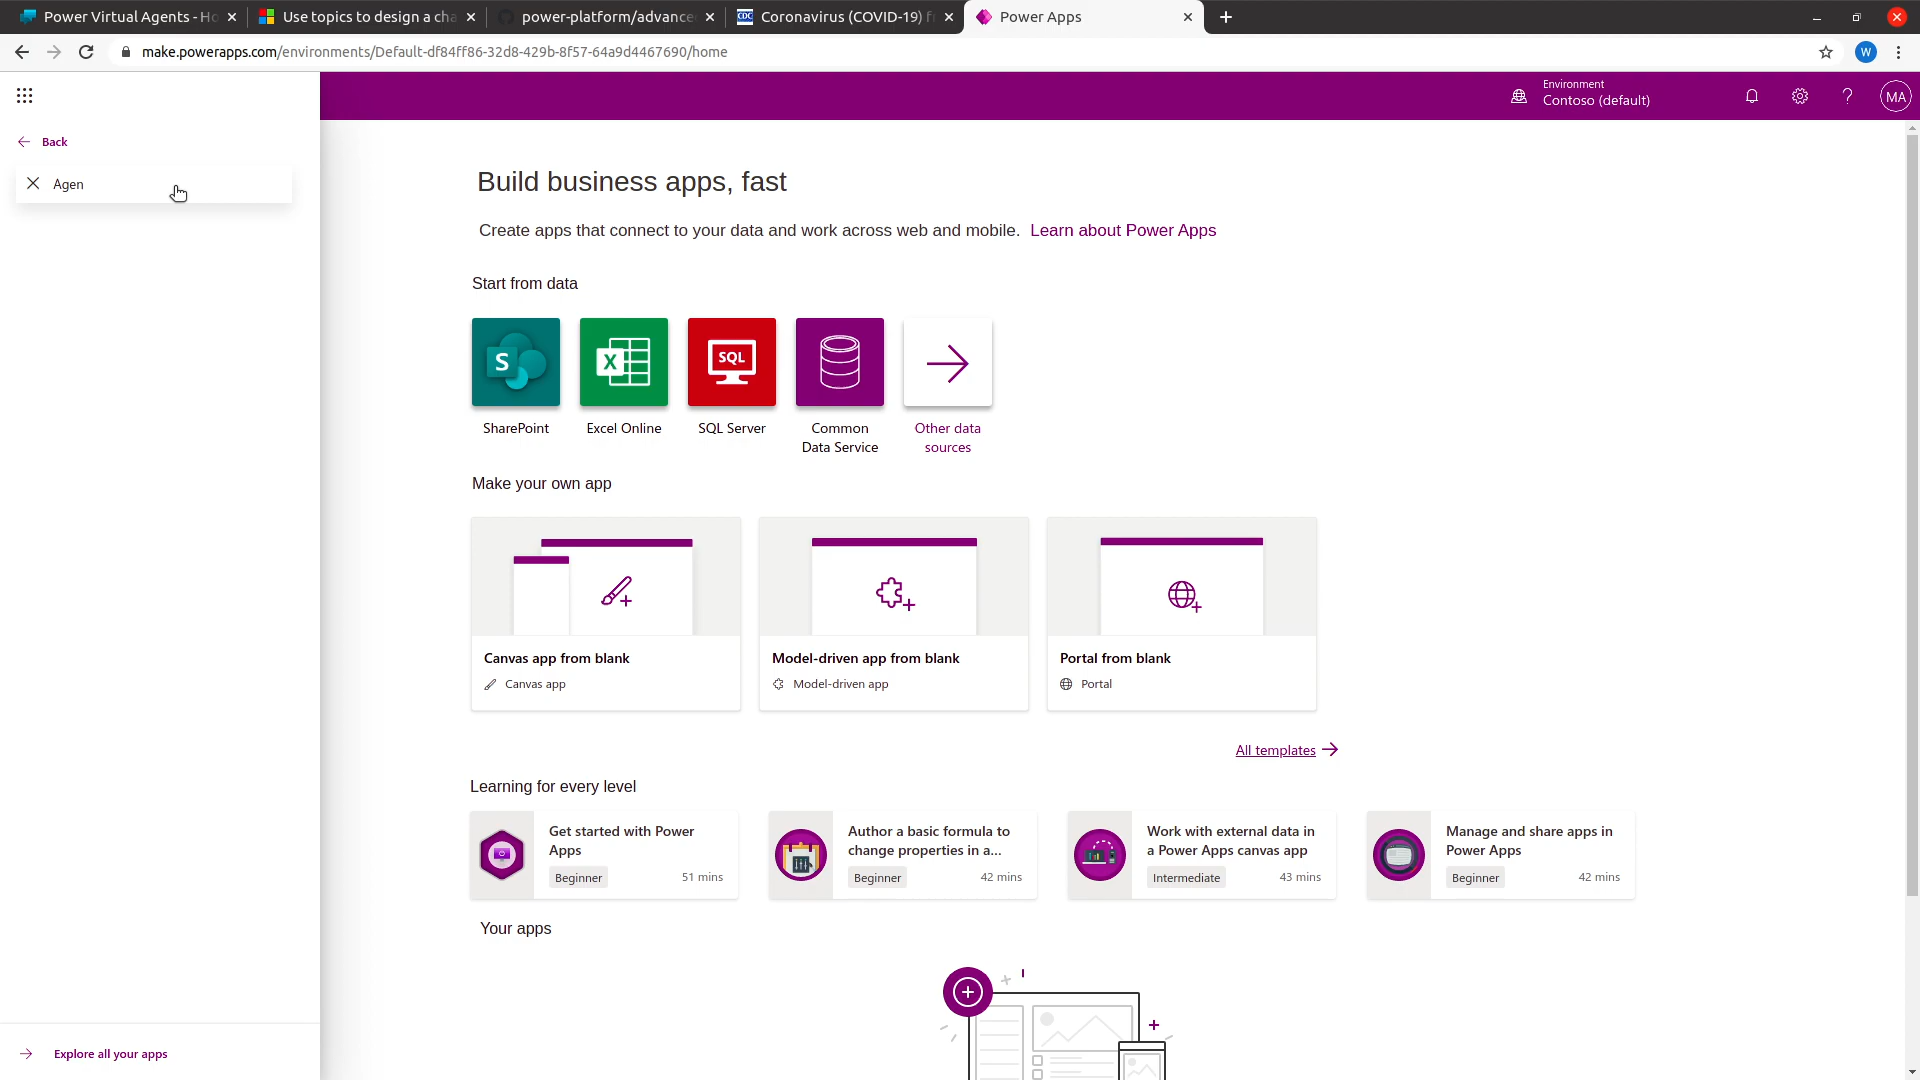 Power Virtual Agents - Ho
Use topics to design a cha
power-platform/advance
CDC
Coronavirus (COVID-19) f
Power Apps
make.powerapps.com/environments/Default-df84ff86-32d8-429b-8f57-64a9d4467690/home
W
Environment
Contoso (default)
?
MA
Back
Agen
Build business apps, fast
Create apps that connect to your data and work across web and mobile. Learn about Power Apps
Start from data
S
X
SQL
SharePoint
Excel Online
SQL Server
Common
Data Service
Other data
sources
Make your own app
Canvas app from blank
Canvas app
Model-driven app from blank
Model-driven app
Portal from blank
Portal
All templates
Learning for every level
Get started with Power
Apps
Beginner
51 mins
Author a basic formula to
change properties in a...
Beginner
42 mins
Work with external data in
a Power Apps canvas app
Intermediate
43 mins
Manage and share apps in
Power Apps
Beginner
42 mins
Your apps
Explore all your apps